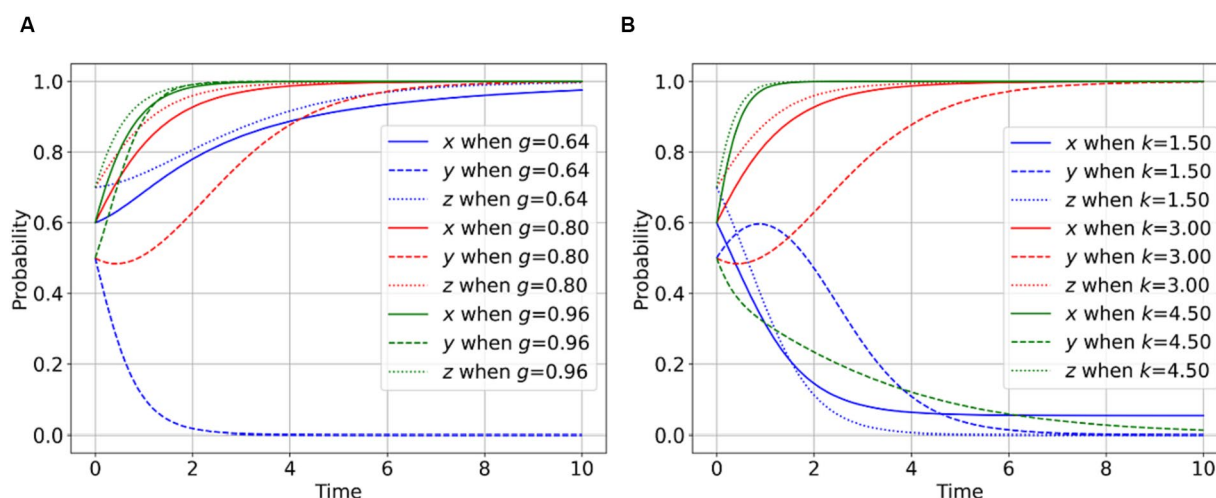 A
Probability
1.0
0.8
0.6
0.4
0.2
0.0
x when g=0.64
y when g=0.64
z when g=0.64
x when g=0.80
y when g=0.80
z when g=0.80
x when g=0.96
y when g=0.96
z when g=0.96
0 2 4 6 8 10
Time
B
Probability
1.0
0.8
0.6
0.4
0.2
0.0
x when k=1.50
y when k=1.50
z when k=1.50
x when k=3.00
y when k=3.00
z when k=3.00
x when k=4.50
y when k=4.50
z when k=4.50
0 2 4 6 8 10
Time